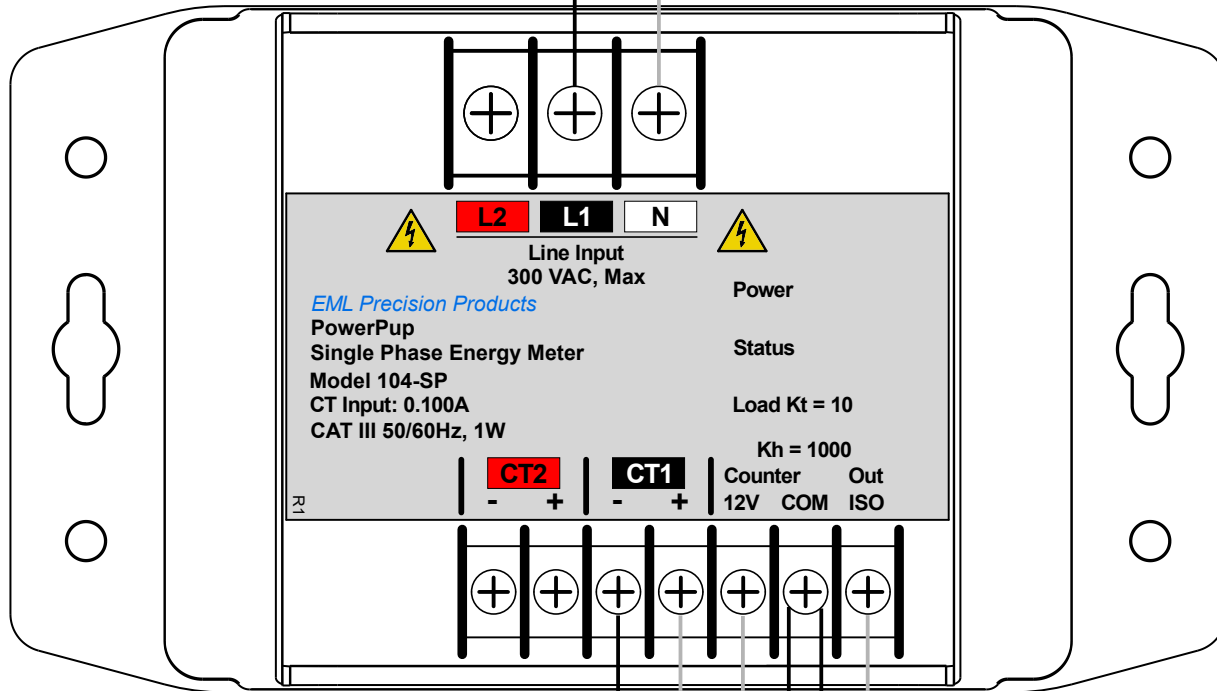 L2 L1 N
Line Input
300 VAC, Max
EML Precision Products
PowerPup
Single Phase Energy Meter
Model 104-SP
CT Input: 0.100A
CAT III 50/60Hz, 1W
Power
Status
Load Kt = 10
Kh = 1000
CT2 CT1
- + - +
Counter Out
12V COM ISO
R1